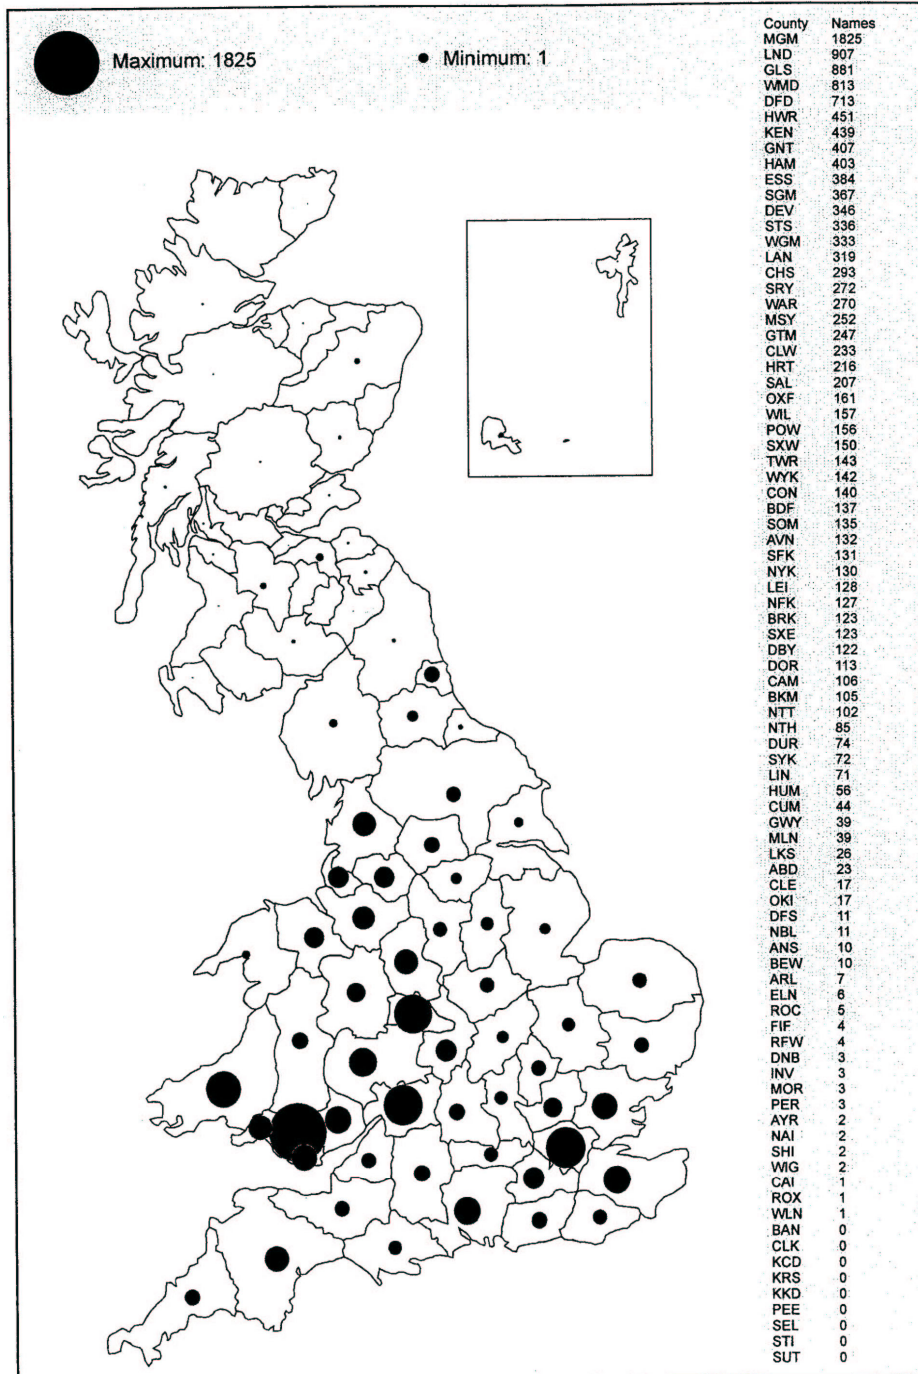 Maximum: 1825
Minimum: 1
County Names
MGM 1825
LND 907
GLS 881
WMD 813
DFD 713
HWR 451
KEN 439
GNT 407
HAM 403
ESS 384
SGM 367
DEV 346
STS 336
WGM 333
LAN 319
CHS 293
SRY 272
WAR 270
MSY 252
GTM 247
CLW 233
HRT 216
SAL 207
OXF 161
WIL 157
POW 156
SXW 150
TWR 143
WYK 142
CON 140
BDF 137
SOM 135
AVN 132
SFK 131
NYK 130
LEI 128
NFK 127
BRK 123
SXE 123
DBY 122
DOR 113
CAM 106
BKM 105
NTT 102
NTH 85
DUR 74
SYK 72
LIN 71
HUM 56
CUM 44
GWY 39
MLN 39
LKS 26
ABD 23
CLE 17
OKI 17
DFS 11
NBL 11
ANS 10
BEW 10
ARL 7
ELN 6
ROC 5
FIF 4
RFW 4
DNB 3
INV 3
MOR 3
PER 3
AYR 2
NAI 2
SHI 2
WIG 2
CAI 1
ROX 1
WLN 1
BAN 0
CLK 0
KCD 0
KRS 0
KKD 0
PEE 0
SEL 0
STI 0
SUT 0